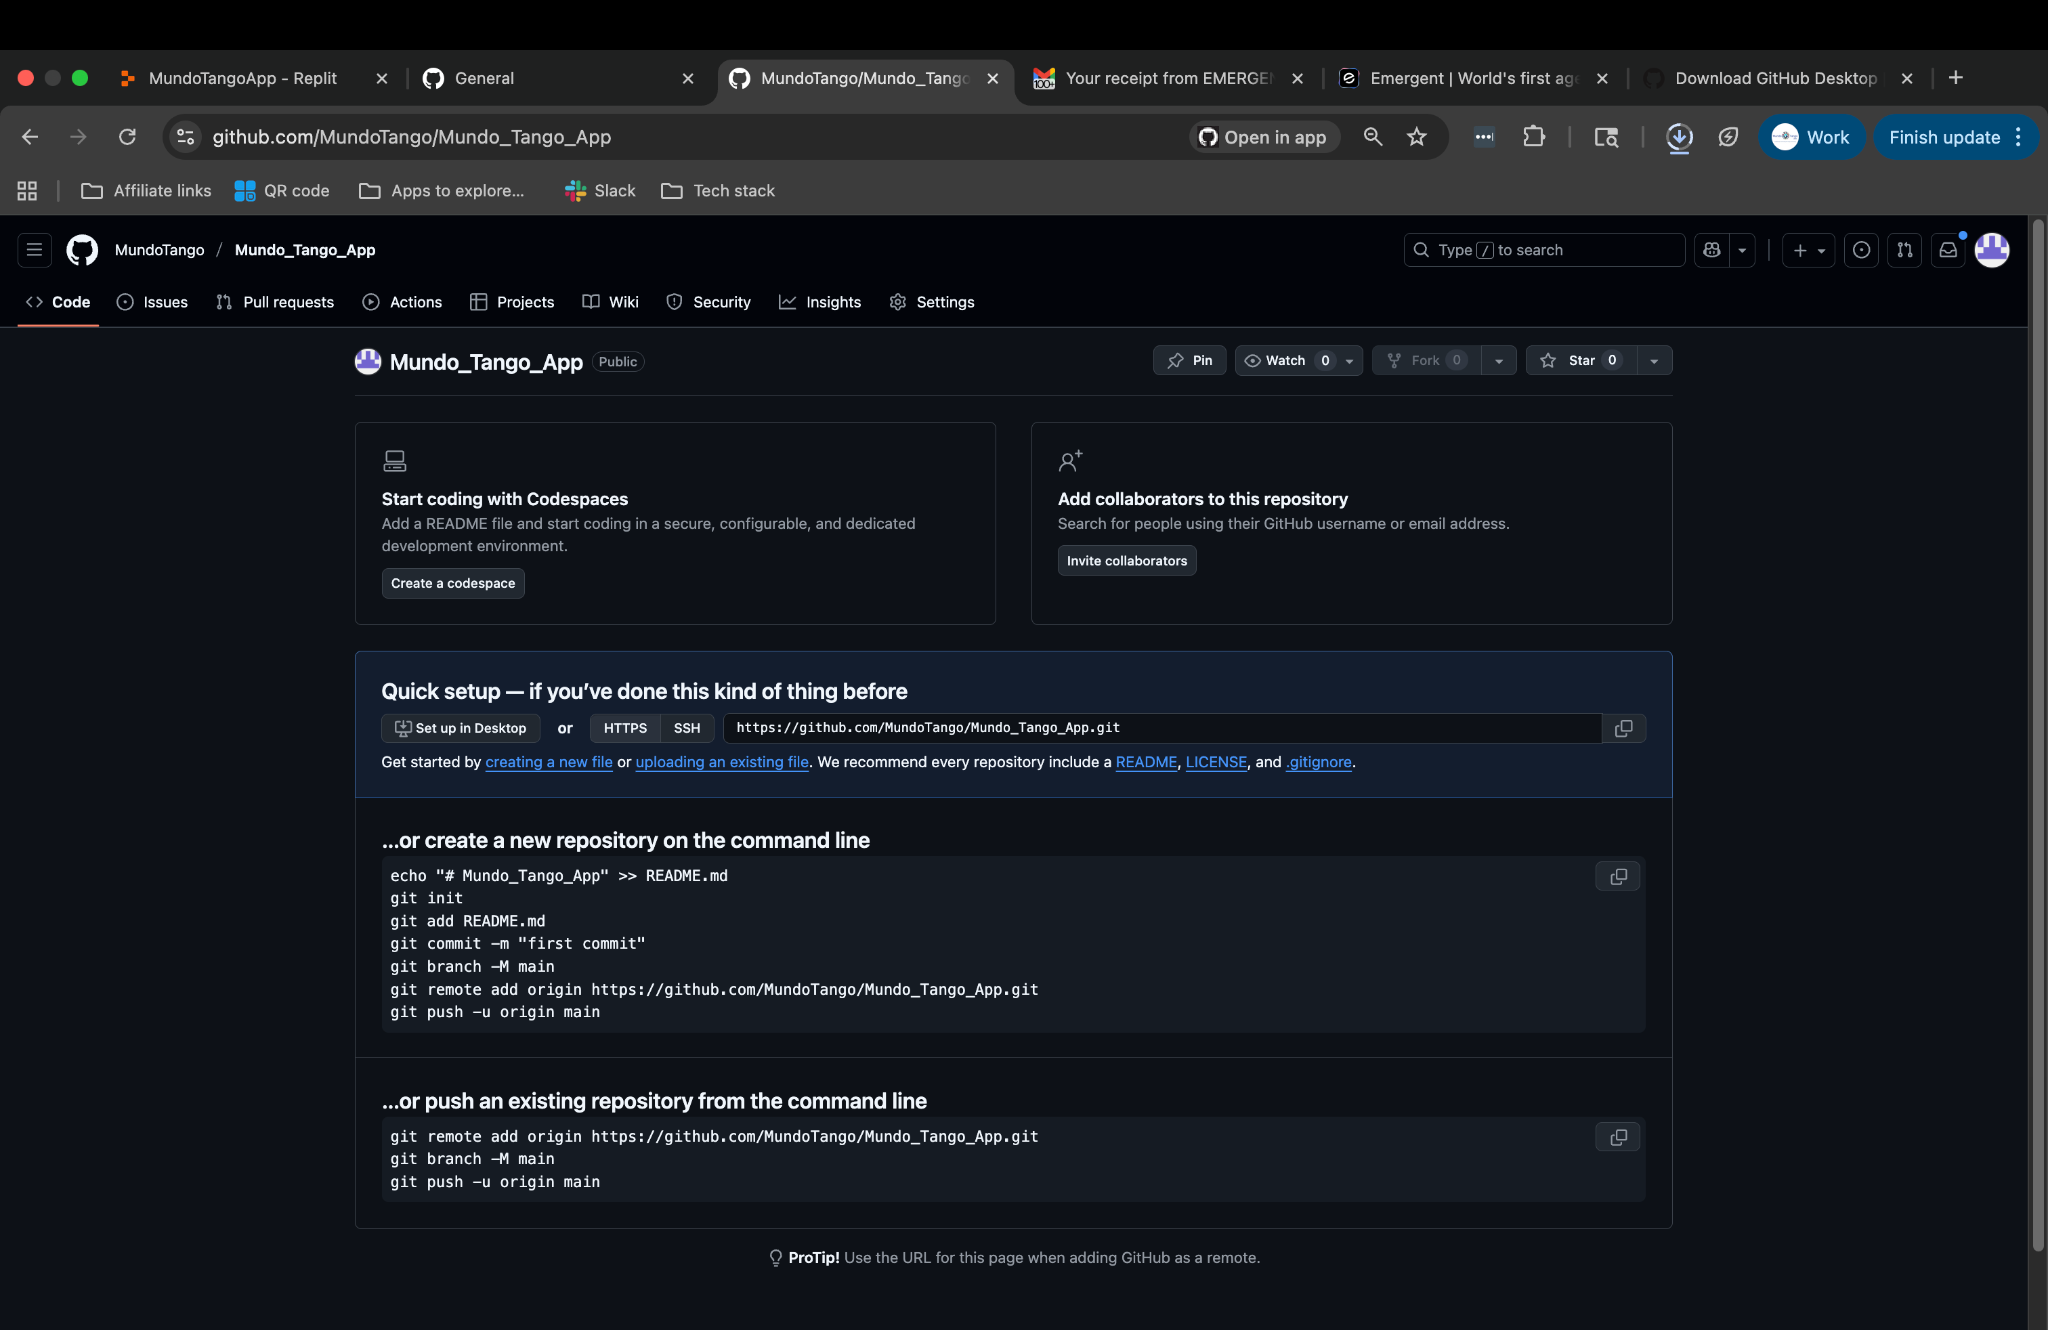 MundoTangoApp - Replit
General
MundoTango/Mundo_Tango
Your receipt from EMERGEN
Emergent | World's first age
Download GitHub Desktop
github.com/MundoTango/Mundo_Tango_App
Open in app
Work
Finish update
Affiliate links
QR code
Apps to explore...
Slack
Tech stack
MundoTango / Mundo_Tango_App
Type / to search
Code
Issues
Pull requests
Actions
Projects
Wiki
Security
Insights
Settings
Mundo_Tango_App Public
Pin
Watch 0
Fork 0
Star 0
Start coding with Codespaces
Add a README file and start coding in a secure, configurable, and dedicated
development environment.
Create a codespace
Add collaborators to this repository
Search for people using their GitHub username or email address.
Invite collaborators
Quick setup — if you’ve done this kind of thing before
Set up in Desktop or HTTPS SSH https://github.com/MundoTango/Mundo_Tango_App.git
Get started by creating a new file or uploading an existing file. We recommend every repository include a README, LICENSE, and .gitignore.
...or create a new repository on the command line
echo "# Mundo_Tango_App" >> README.md
git init
git add README.md
git commit -m "first commit"
git branch -M main
git remote add origin https://github.com/MundoTango/Mundo_Tango_App.git
git push -u origin main
...or push an existing repository from the command line
git remote add origin https://github.com/MundoTango/Mundo_Tango_App.git
git branch -M main
git push -u origin main
ProTip! Use the URL for this page when adding GitHub as a remote.